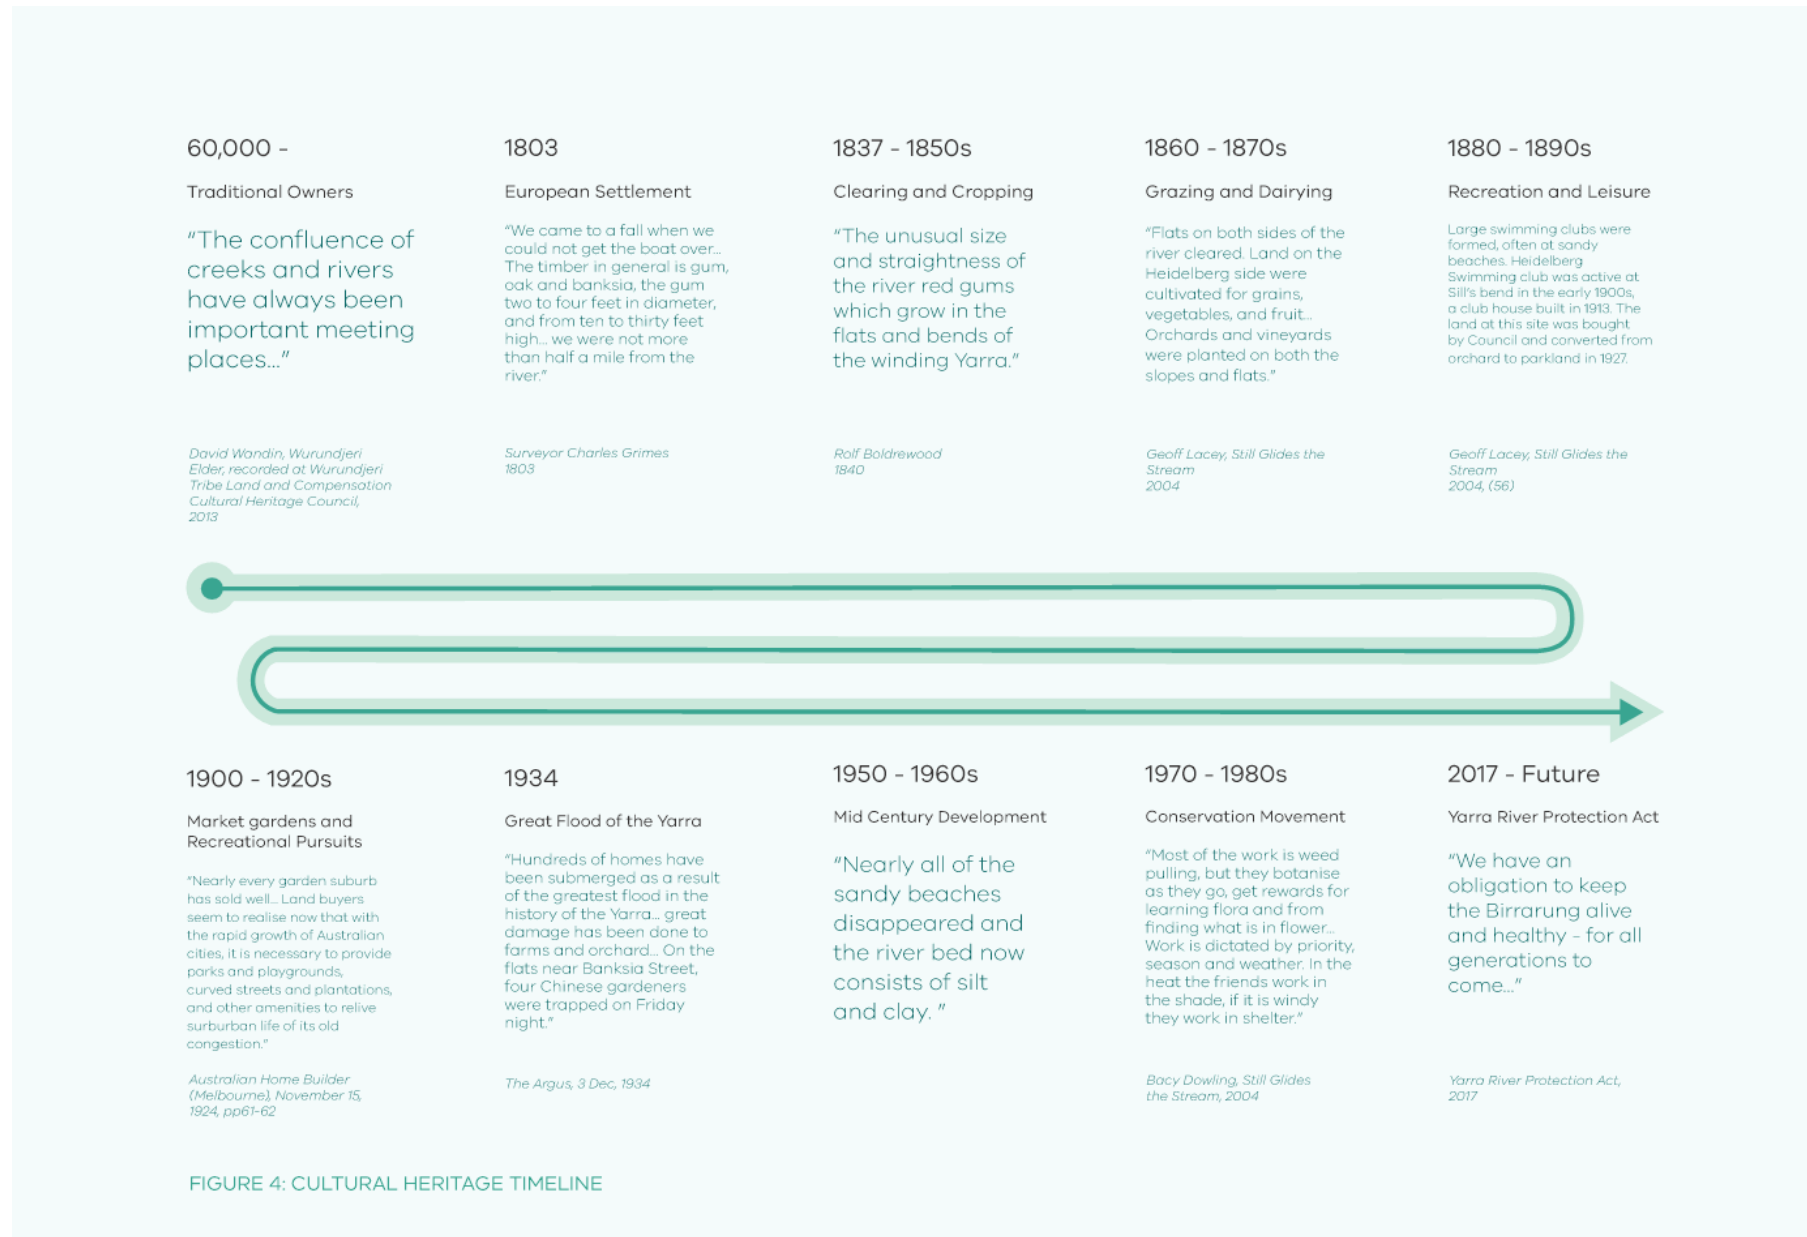 60,000 -
Traditional Owners
“The confluence of
creeks and rivers
have always been
important meeting
places...”
David Wandin, Wurundjeri
Elder, recorded at Wurundjeri
Tribe Land and Compensation
Cultural Heritage Council,
2013
1803
European Settlement
“We came to a fall when we
could not get the boat over...
The timber in general is gum,
oak and banksia, the gum
two to four feet in diameter,
and from ten to thirty feet
high... we were not more
than half a mile from the
river.”
Surveyor Charles Grimes
1803
1837 - 1850s
Clearing and Cropping
“The unusual size
and straightness of
the river red gums
which grow in the
flats and bends of
the winding Yarra.”
Rolf Boldrewood
1840
1860 - 1870s
Grazing and Dairying
“Flats on both sides of the
river cleared. Land on the
Heidelberg side were
cultivated for grains,
vegetables, and fruit...
Orchards and vineyards
were planted on both the
slopes and flats.”
Geoff Lacey, Still Glides the
Stream
2004
1880 - 1890s
Recreation and Leisure
Large swimming clubs were
formed, often at sandy
beaches. Heidelberg
Swimming club was active at
Sill’s bend in the early 1900s,
a club house built in 1913. The
land at this site was bought
by Council and converted from
orchard to parkland in 1927.
Geoff Lacey, Still Glides the
Stream
2004, (56)
1900 - 1920s
Market gardens and
Recreational Pursuits
“Nearly every garden suburb
has sold well... Land buyers
seem to realise now that with
the rapid growth of Australian
cities, it is necessary to provide
parks and playgrounds,
curved streets and plantations,
and other amenities to relive
surburban life of its old
congestion.”
Australian Home Builder
(Melbourne), November 15,
1924, pp61-62
1934
Great Flood of the Yarra
“Hundreds of homes have
been submerged as a result
of the greatest flood in the
history of the Yarra... great
damage has been done to
farms and orchard... On the
flats near Banksia Street,
four Chinese gardeners
were trapped on Friday
night.”
The Argus, 3 Dec, 1934
1950 - 1960s
Mid Century Development
“Nearly all of the
sandy beaches
disappeared and
the river bed now
consists of silt
and clay. ”
1970 - 1980s
Conservation Movement
“Most of the work is weed
pulling, but they botanise
as they go, get rewards for
learning flora and from
finding what is in flower...
Work is dictated by priority,
season and weather. In the
heat the friends work in
the shade, if it is windy
they work in shelter.”
Bacy Dowling, Still Glides
the Stream, 2004
2017 - Future
Yarra River Protection Act
“We have an
obligation to keep
the Birrarung alive
and healthy - for all
generations to
come...”
Yarra River Protection Act,
2017
FIGURE 4: CULTURAL HERITAGE TIMELINE